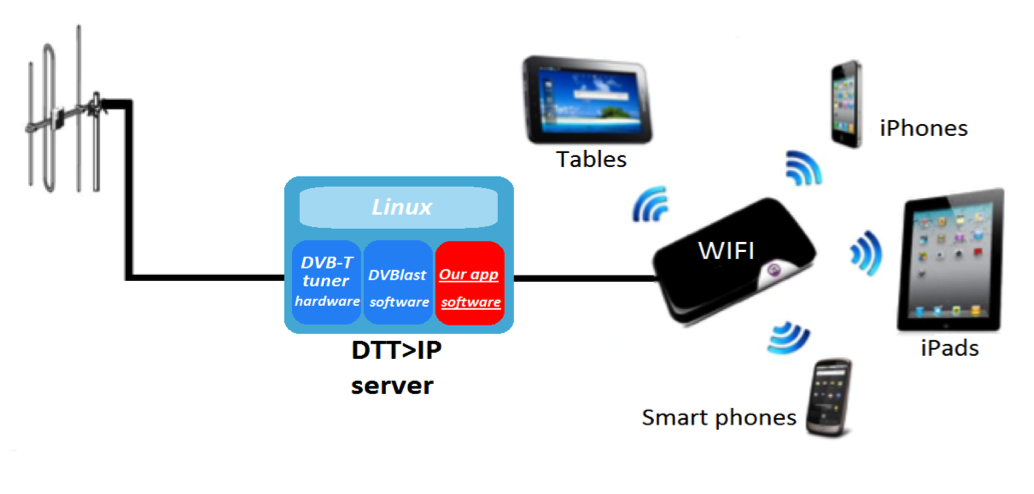 Linux
DVB-T
tuner
hardware
DVBlast
software
Our app
software
DTT>IP
server
WIFI
Tables
iPhones
iPads
Smart phones